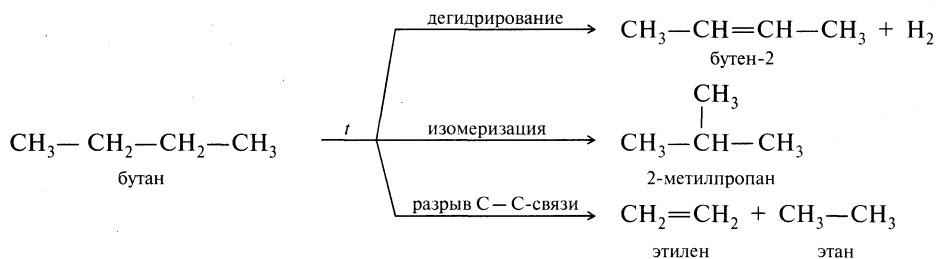 дегидрирование
CH₃—CH=CH—CH₃ + H₂
бутен-2
CH₃
CH₃— CH₂—CH₂—CH₃
t
изомеризация
CH₃—CH—CH₃
бутан
2-метилпропан
разрыв С—С-связи
CH₂=CH₂ + CH₃—CH₃
этилен этан